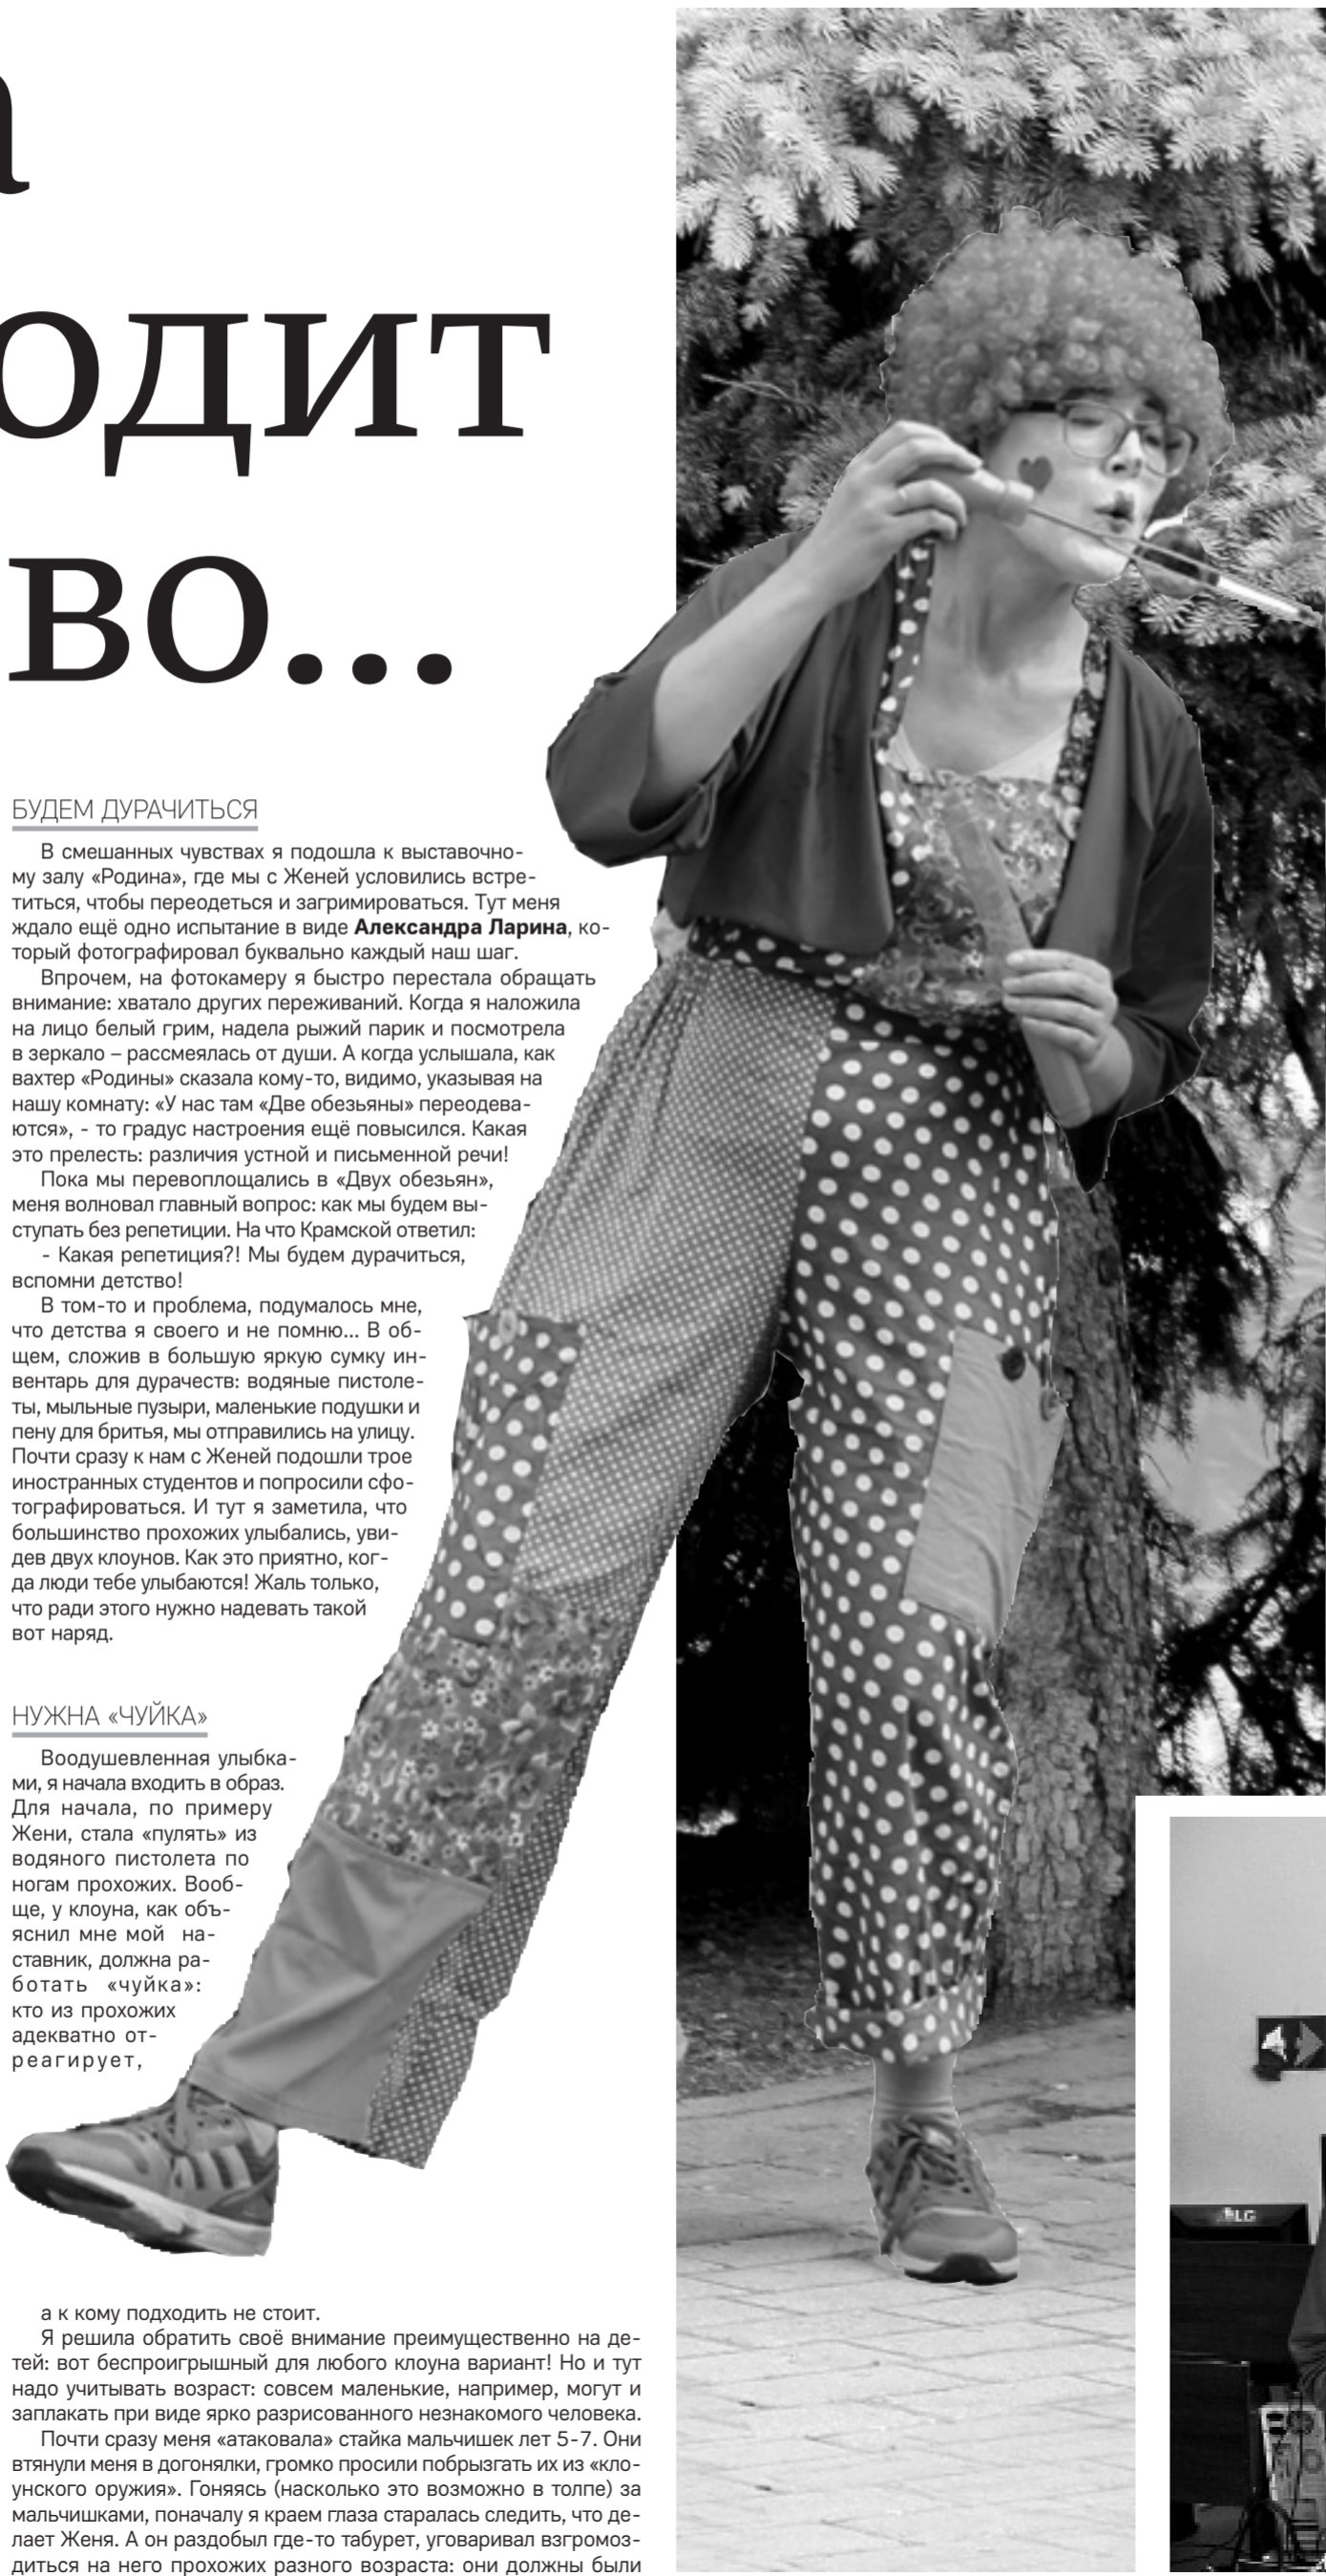 а
одит
во...
БУДЕМ ДУРАЧИТЬСЯ
В смешанных чувствах я подошла к выставочно-
му залу «Родина», где мы с Женей условились встре-
титься, чтобы переодеться и загримироваться. Тут меня
ждало ещё одно испытание в виде Александра Ларина, ко-
торый фотографировал буквально каждый наш шаг.
Впрочем, на фотокамеру я быстро перестала обращать
внимание: хватало других переживаний. Когда я наложила
на лицо белый грим, надела рыжий парик и посмотрела
в зеркало – рассмеялась от души. А когда услышала, как
вахтер «Родины» сказала кому-то, видимо, указывая на
нашу комнату: «У нас там «Две обезьяны» переодева-
ются», - то градус настроения ещё повысился. Какая
это прелесть: различия устной и письменной речи!
Пока мы перевоплощались в «Двух обезьян»,
меня волновал главный вопрос: как мы будем вы-
ступать без репетиции. На что Крамской ответил:
- Какая репетиция?! Мы будем дурачиться,
вспомни детство!
В том-то и проблема, подумалось мне,
что детства я своего и не помню... В об-
щем, сложив в большую яркую сумку ин-
вентарь для дурачеств: водяные пистоле-
ты, мыльные пузыри, маленькие подушки и
пену для бритья, мы отправились на улицу.
Почти сразу к нам с Женей подошли трое
иностранных студентов и попросили сфо-
тографироваться. И тут я заметила, что
большинство прохожих улыбались, уви-
дев двух клоунов. Как это приятно, ког-
да люди тебе улыбаются! Жаль только,
что ради этого нужно надевать такой
вот наряд.
НУЖНА «ЧУЙКА»
Воодушевленная улыбка-
ми, я начала входить в образ.
Для начала, по примеру
Жени, стала «пулять» из
водяного пистолета по
ногам прохожих. Вооб-
ще, у клоуна, как объ-
яснил мне мой на-
ставник, должна ра-
ботать «чуйка»:
кто из прохожих
адекватно от-
реагирует,
а к кому подходить не стоит.
Я решила обратить своё внимание преимущественно на де-
тей: вот беспроигрышный для любого клоуна вариант! Но и тут
надо учитывать возраст: совсем маленькие, например, могут и
заплакать при виде ярко разрисованного незнакомого человека.
Почти сразу меня «атаковала» стайка мальчишек лет 5-7. Они
втянули меня в догонялки, громко просили побрызгать их из «кло-
унского оружия». Гоняясь (насколько это возможно в толпе) за
мальчишками, поначалу я краем глаза старалась следить, что де-
лает Женя. А он раздобыл где-то табурет, уговаривал взгромоз-
диться на него прохожих разного возраста: они должны были
LG